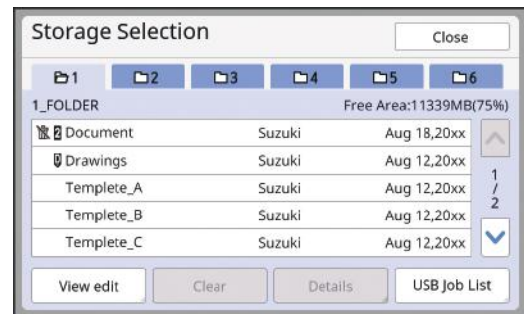 Storage Selection
Close
1
2
3
4
5
6
1_FOLDER Free Area:11339MB(75%)
2 Document Suzuki Aug 18,20xx
Drawings Suzuki Aug 12,20xx
Templete_A Suzuki Aug 12,20xx
Templete_B Suzuki Aug 12,20xx
Templete_C Suzuki Aug 12,20xx
1
/
2
View edit Clear Details USB Job List